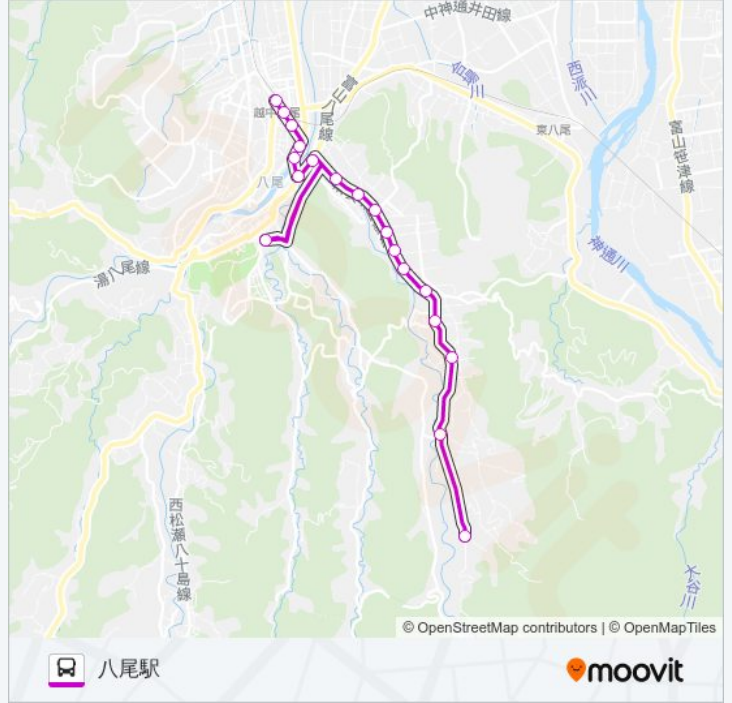 中神通井田線
富山八尾線
合場川
西派川
越中八尾
東八尾
富山笹津線
八尾
神通川
湯八尾線
西松瀬八十島線
大谷川
© OpenStreetMap contributors | © OpenMapTiles
八尾駅
moovit